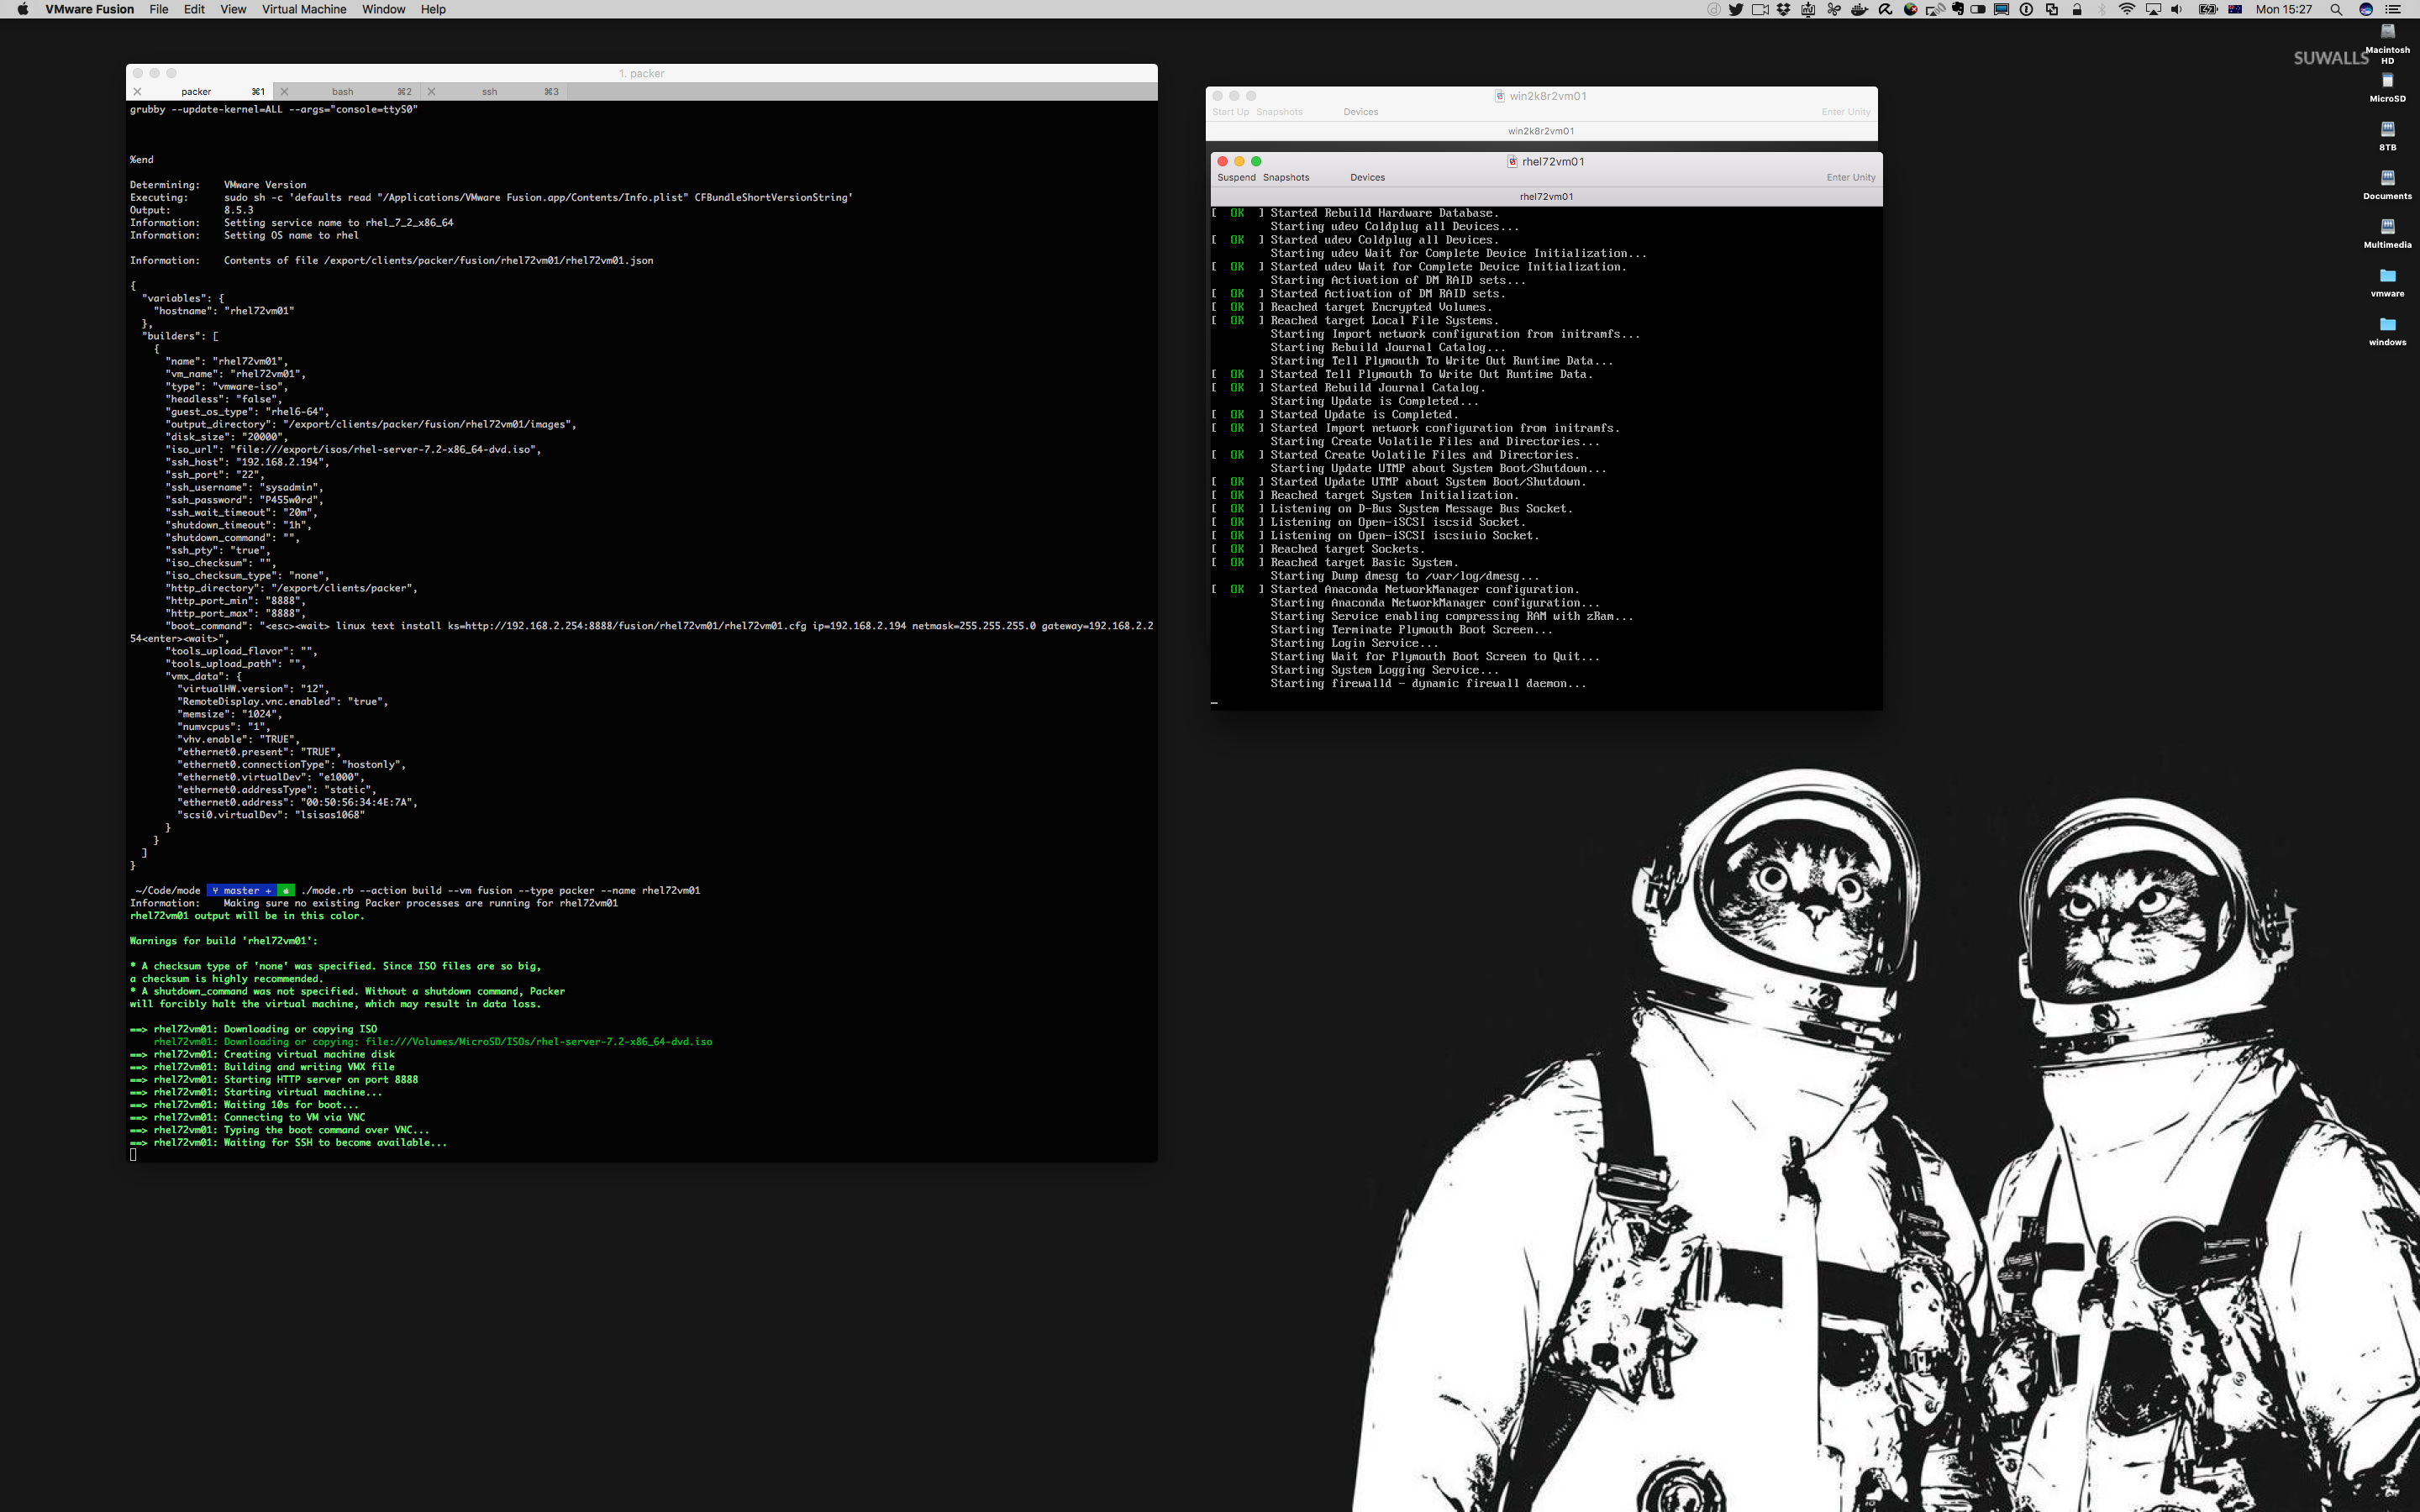 VMware Fusion File Edit View Virtual Machine Window Help
Mon 15:27
SUWALLS
Macintosh
HD
MicroSD
8TB
Documents
Multimedia
vmware
windows
1. packer
packer ⌘1 bash ⌘2 ssh ⌘3
grubby --update-kernel=ALL --args="console=ttyS0"
%end
Determining: VMware Version
Executing: sudo sh -c 'defaults read "/Applications/VMware Fusion.app/Contents/Info.plist" CFBundleShortVersionString'
Output: 8.5.3
Information: Setting service name to rhel_7_2_x86_64
Information: Setting OS name to rhel
Information: Contents of file /export/clients/packer/fusion/rhel72vm01/rhel72vm01.json
{
"variables": {
"hostname": "rhel72vm01"
},
"builders": [
{
"name": "rhel72vm01",
"vm_name": "rhel72vm01",
"type": "vmware-iso",
"headless": "false",
"guest_os_type": "rhel6-64",
"output_directory": "/export/clients/packer/fusion/rhel72vm01/images",
"disk_size": "20000",
"iso_url": "file:///export/isos/rhel-server-7.2-x86_64-dvd.iso",
"ssh_host": "192.168.2.194",
"ssh_port": "22",
"ssh_username": "sysadmin",
"ssh_password": "P455w0rd",
"ssh_wait_timeout": "20m",
"shutdown_timeout": "1h",
"shutdown_command": "",
"ssh_pty": "true",
"iso_checksum": "",
"iso_checksum_type": "none",
"http_directory": "/export/clients/packer",
"http_port_min": "8888",
"http_port_max": "8888",
"boot_command": "<esc><wait> linux text install ks=http://192.168.2.254:8888/fusion/rhel72vm01/rhel72vm01.cfg ip=192.168.2.194 netmask=255.255.255.0 gateway=192.168.2.2
54<enter><wait>",
"tools_upload_flavor": "",
"tools_upload_path": "",
"vmx_data": {
"virtualHW.version": "12",
"RemoteDisplay.vnc.enabled": "true",
"memsize": "1024",
"numvcpus": "1",
"vhv.enable": "TRUE",
"ethernet0.present": "TRUE",
"ethernet0.connectionType": "hostonly",
"ethernet0.virtualDev": "e1000",
"ethernet0.addressType": "static",
"ethernet0.address": "00:50:56:34:4E:7A",
"scsi0.virtualDev": "lsisas1068"
}
}
]
}
~/Code/mode master + ./mode.rb --action build --vm fusion --type packer --name rhel72vm01
Information: Making sure no existing Packer processes are running for rhel72vm01
rhel72vm01 output will be in this color.
Warnings for build 'rhel72vm01':
* A checksum type of 'none' was specified. Since ISO files are so big,
a checksum is highly recommended.
* A shutdown_command was not specified. Without a shutdown command, Packer
will forcibly halt the virtual machine, which may result in data loss.
==> rhel72vm01: Downloading or copying ISO
rhel72vm01: Downloading or copying: file:///Volumes/MicroSD/ISOs/rhel-server-7.2-x86_64-dvd.iso
==> rhel72vm01: Creating virtual machine disk
==> rhel72vm01: Building and writing VMX file
==> rhel72vm01: Starting HTTP server on port 8888
==> rhel72vm01: Starting virtual machine...
==> rhel72vm01: Waiting 10s for boot...
==> rhel72vm01: Connecting to VM via VNC
==> rhel72vm01: Typing the boot command over VNC...
==> rhel72vm01: Waiting for SSH to become available...
win2k8r2vm01
Start Up Snapshots Devices Enter Unity
win2k8r2vm01
rhel72vm01
Suspend Snapshots Devices Enter Unity
rhel72vm01
[ OK ] Started Rebuild Hardware Database.
Starting udev Coldplug all Devices...
[ OK ] Started udev Coldplug all Devices.
Starting udev Wait for Complete Device Initialization...
[ OK ] Started udev Wait for Complete Device Initialization.
Starting Activation of DM RAID sets...
[ OK ] Started Activation of DM RAID sets.
[ OK ] Reached target Encrypted Volumes.
[ OK ] Reached target Local File Systems.
Starting Import network configuration from initramfs...
Starting Rebuild Journal Catalog...
Starting Tell Plymouth To Write Out Runtime Data...
[ OK ] Started Tell Plymouth To Write Out Runtime Data.
[ OK ] Started Rebuild Journal Catalog.
Starting Update is Completed...
[ OK ] Started Update is Completed.
[ OK ] Started Import network configuration from initramfs.
Starting Create Volatile Files and Directories...
[ OK ] Started Create Volatile Files and Directories.
Starting Update UTMP about System Boot/Shutdown...
[ OK ] Started Update UTMP about System Boot/Shutdown.
[ OK ] Reached target System Initialization.
[ OK ] Listening on D-Bus System Message Bus Socket.
[ OK ] Listening on Open-iSCSI iscsid Socket.
[ OK ] Listening on Open-iSCSI iscsiuio Socket.
[ OK ] Reached target Sockets.
[ OK ] Reached target Basic System.
Starting Dump dmesg to /var/log/dmesg...
[ OK ] Started Anaconda NetworkManager configuration.
Starting Anaconda NetworkManager configuration...
Starting Service enabling compressing RAM with zRam...
Starting Terminate Plymouth Boot Screen...
Starting Login Service...
Starting Wait for Plymouth Boot Screen to Quit...
Starting System Logging Service...
Starting firewalld - dynamic firewall daemon...